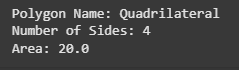 Polygon Name: Quadrilateral
Number of Sides: 4
Area: 20.0